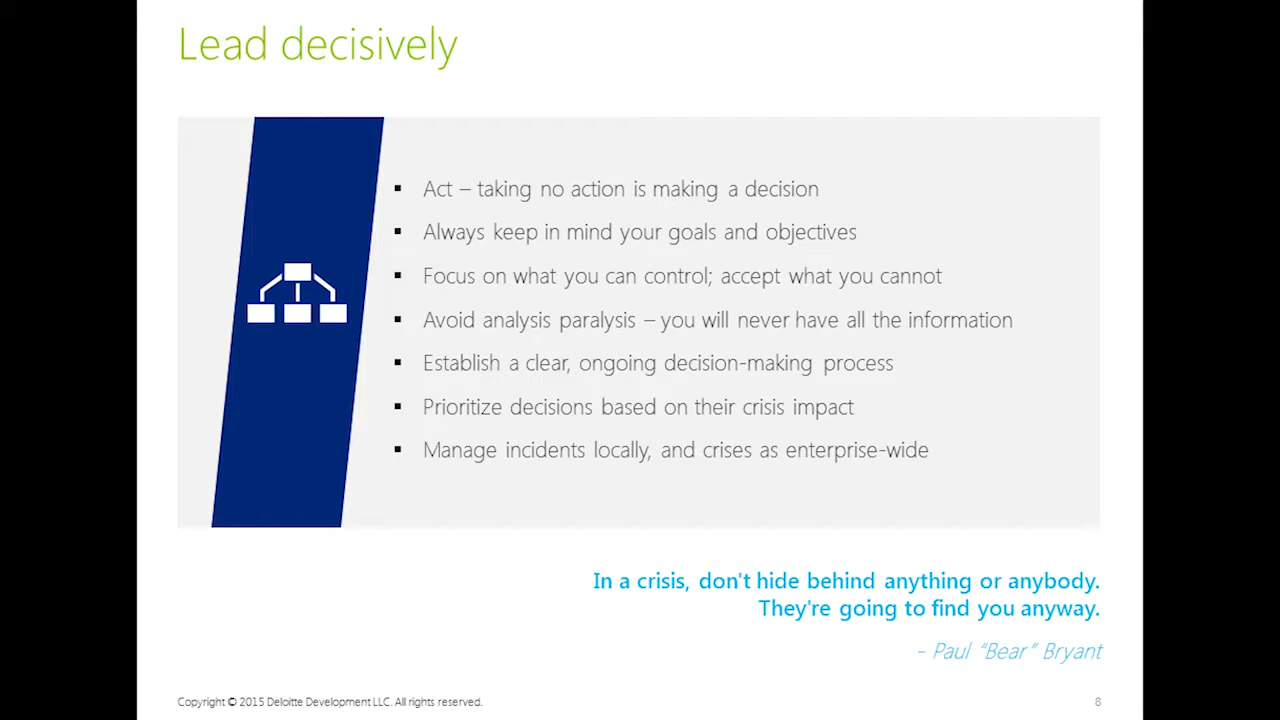 Lead decisively
▪ Act – taking no action is making a decision
▪ Always keep in mind your goals and objectives
▪ Focus on what you can control; accept what you cannot
▪ Avoid analysis paralysis – you will never have all the information
▪ Establish a clear, ongoing decision-making process
▪ Prioritize decisions based on their crisis impact
▪ Manage incidents locally, and crises as enterprise-wide
In a crisis, don't hide behind anything or anybody.
They're going to find you anyway.
- Paul “Bear” Bryant
Copyright © 2015 Deloitte Development LLC. All rights reserved.
8